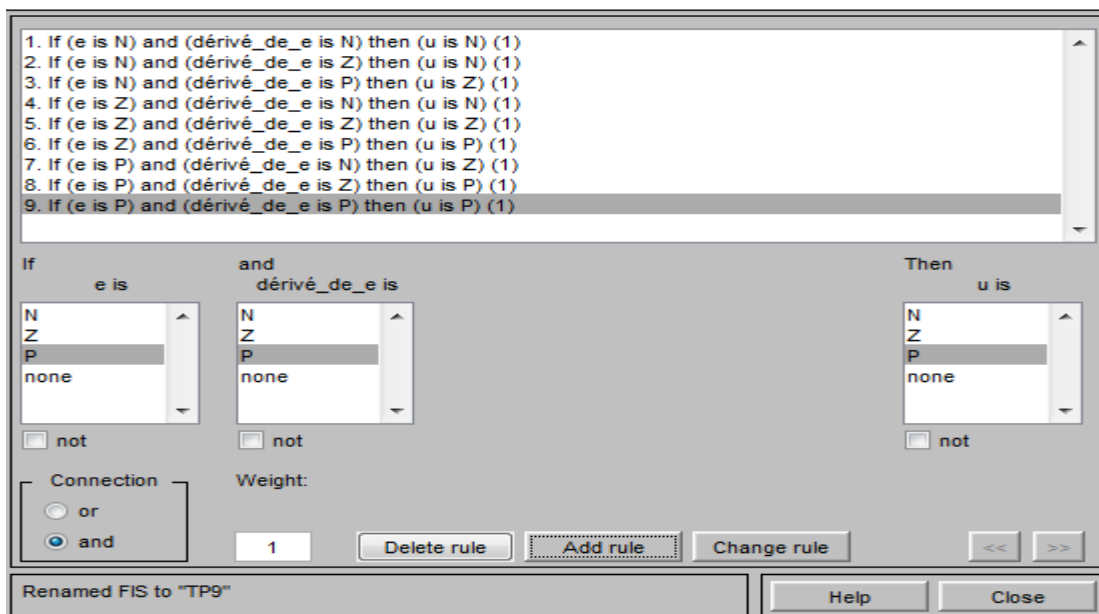 1. If (e is N) and (dérivé_de_e is N) then (u is N) (1)
2. If (e is N) and (dérivé_de_e is Z) then (u is N) (1)
3. If (e is N) and (dérivé_de_e is P) then (u is Z) (1)
4. If (e is Z) and (dérivé_de_e is N) then (u is N) (1)
5. If (e is Z) and (dérivé_de_e is Z) then (u is Z) (1)
6. If (e is Z) and (dérivé_de_e is P) then (u is P) (1)
7. If (e is P) and (dérivé_de_e is N) then (u is Z) (1)
8. If (e is P) and (dérivé_de_e is Z) then (u is P) (1)
9. If (e is P) and (dérivé_de_e is P) then (u is P) (1)
If and Then
e is dérivé_de_e is u is
N N N
Z Z Z
P P P
none none none
not not not
Connection Weight:
or
and 1 Delete rule Add rule Change rule << >>
Renamed FIS to "TP9" Help Close